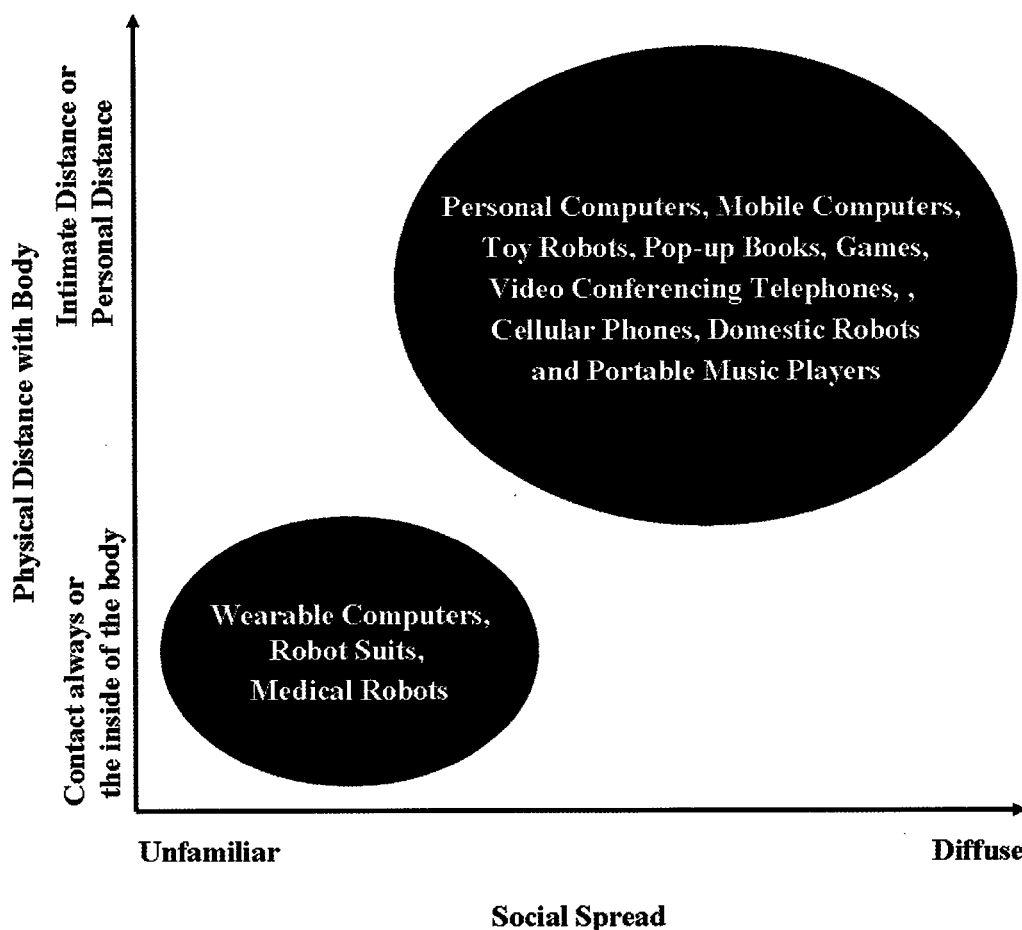 Physical Distance with Body
Intimate Distance or
Personal Distance
Contact always or
the inside of the body
Personal Computers, Mobile Computers,
Toy Robots, Pop-up Books, Games,
Video Conferencing Telephones, ,
Cellular Phones, Domestic Robots
and Portable Music Players
Wearable Computers,
Robot Suits,
Medical Robots
Unfamiliar
Diffuse
Social Spread